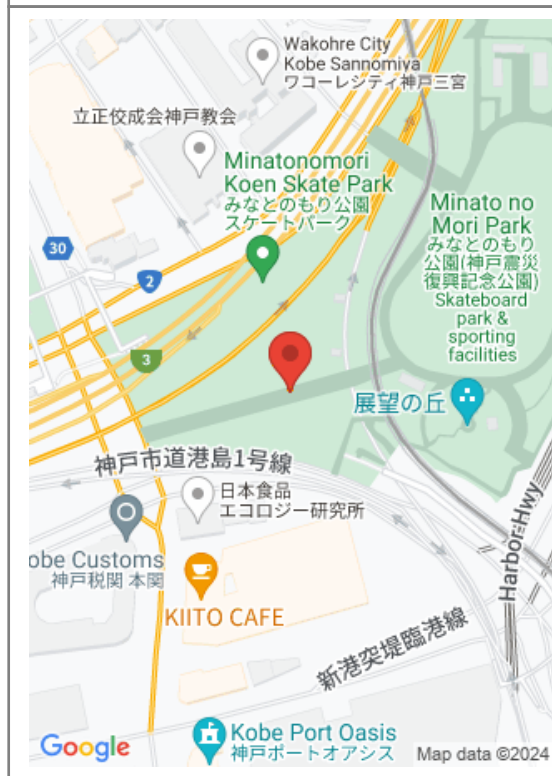 Wakohre City
Kobe Sannomiya
ワコーレシティ神戸三宮
立正佼成会神戸教会
Minatonomori
Koen Skate Park
みなとのもり公園
スケートパーク
Minato no
Mori Park
みなとのもり
公園(神戸震災
復興記念公園)
Skateboard
park &
sporting
facilities
30
2
3
展望の丘
神戸市道港島1号線
日本食品
エコロジー研究所
obe Customs
神戸税関 本関
KIITO CAFE
Harbor Hwy
新港突堤臨港線
Kobe Port Oasis
神戸ポートオアシス
Google
Map data ©2024